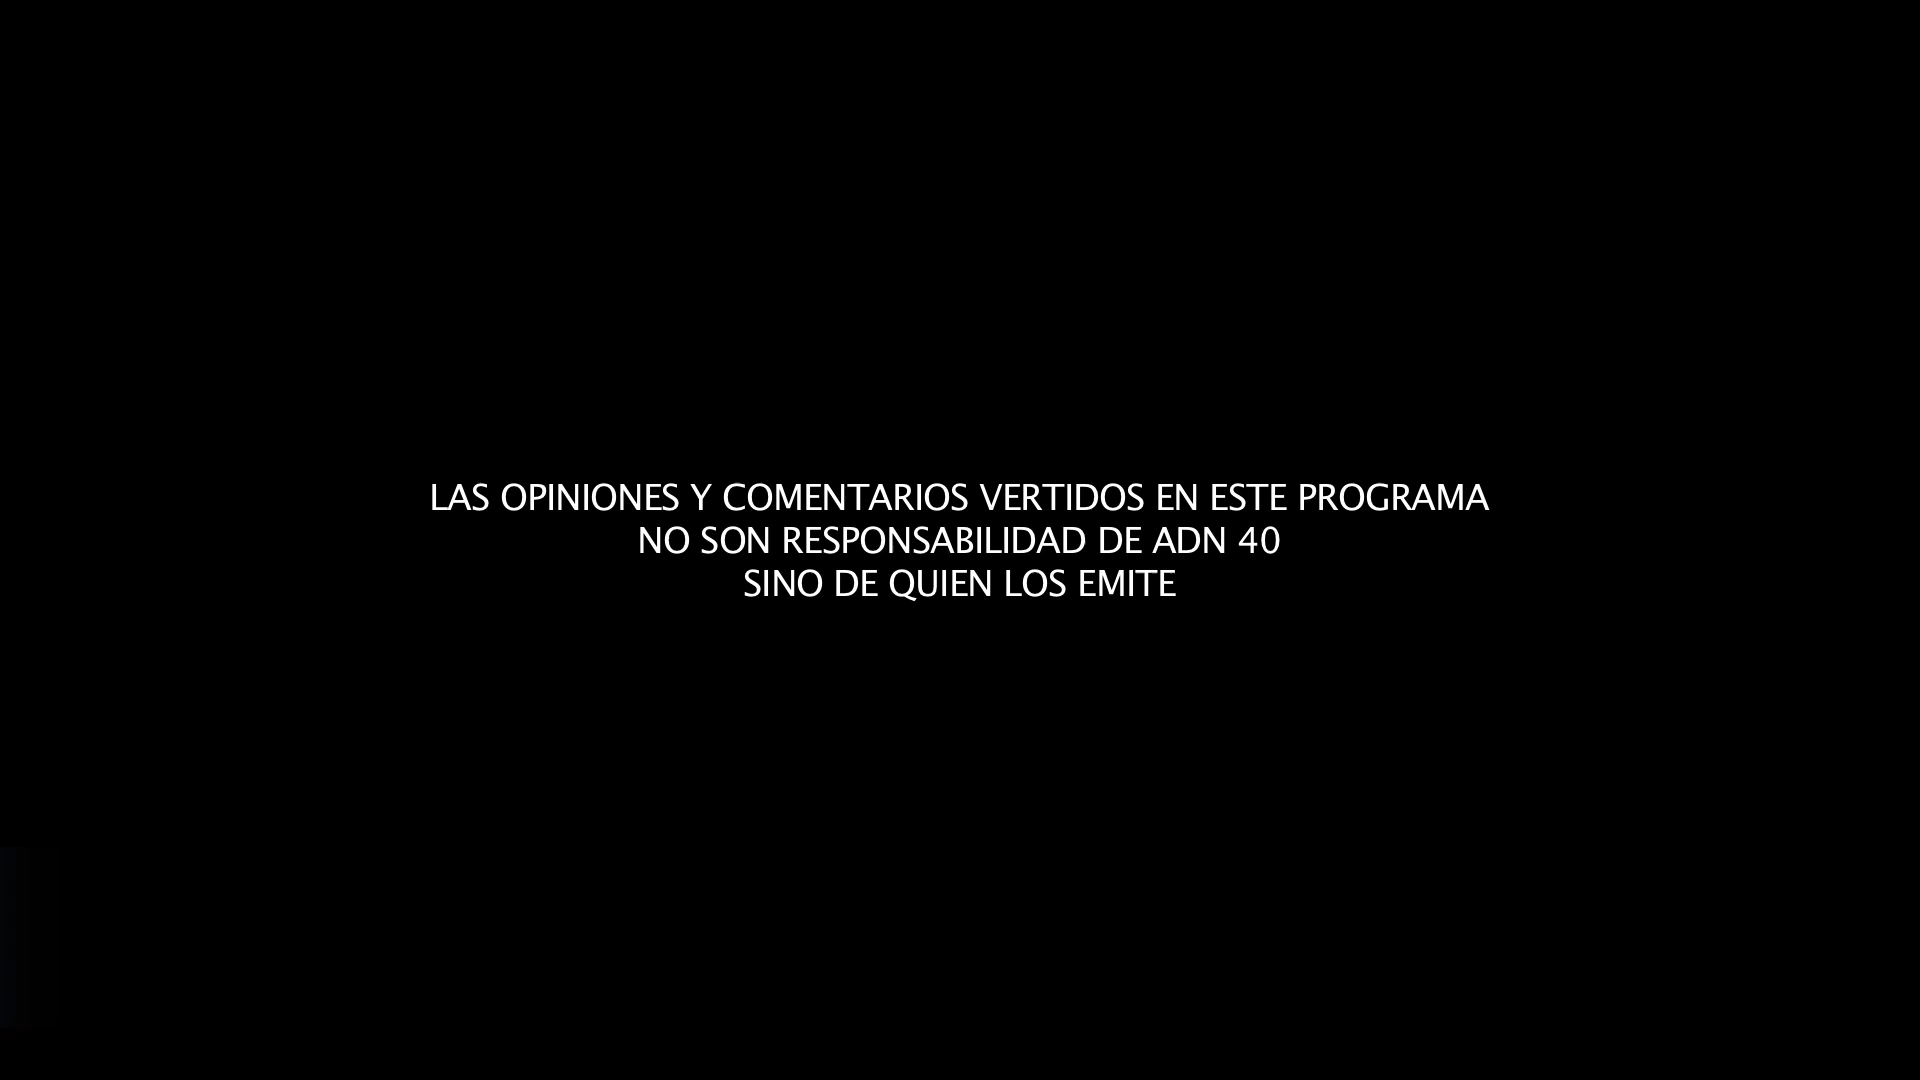 LAS OPINIONES Y COMENTARIOS VERTIDOS EN ESTE PROGRAMA
NO SON RESPONSABILIDAD DE ADN 40
SINO DE QUIEN LOS EMITE